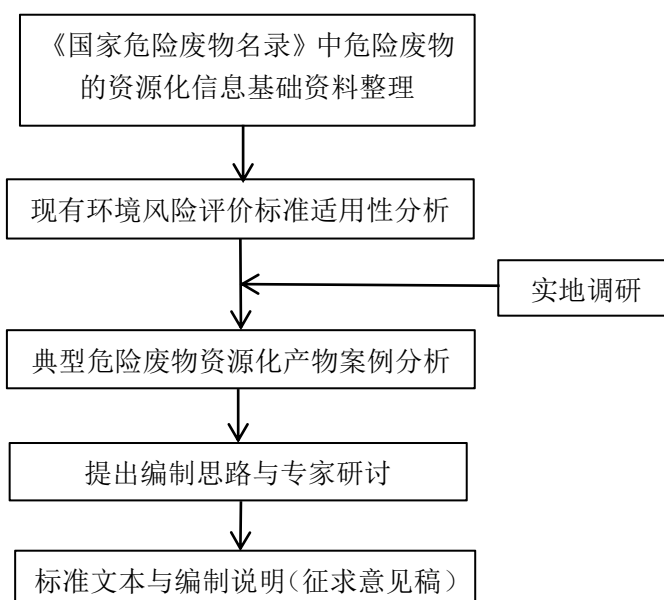 《国家危险废物名录》中危险废物
的资源化信息基础资料整理
现有环境风险评价标准适用性分析
实地调研
典型危险废物资源化产物案例分析
提出编制思路与专家研讨
标准文本与编制说明（征求意见稿）